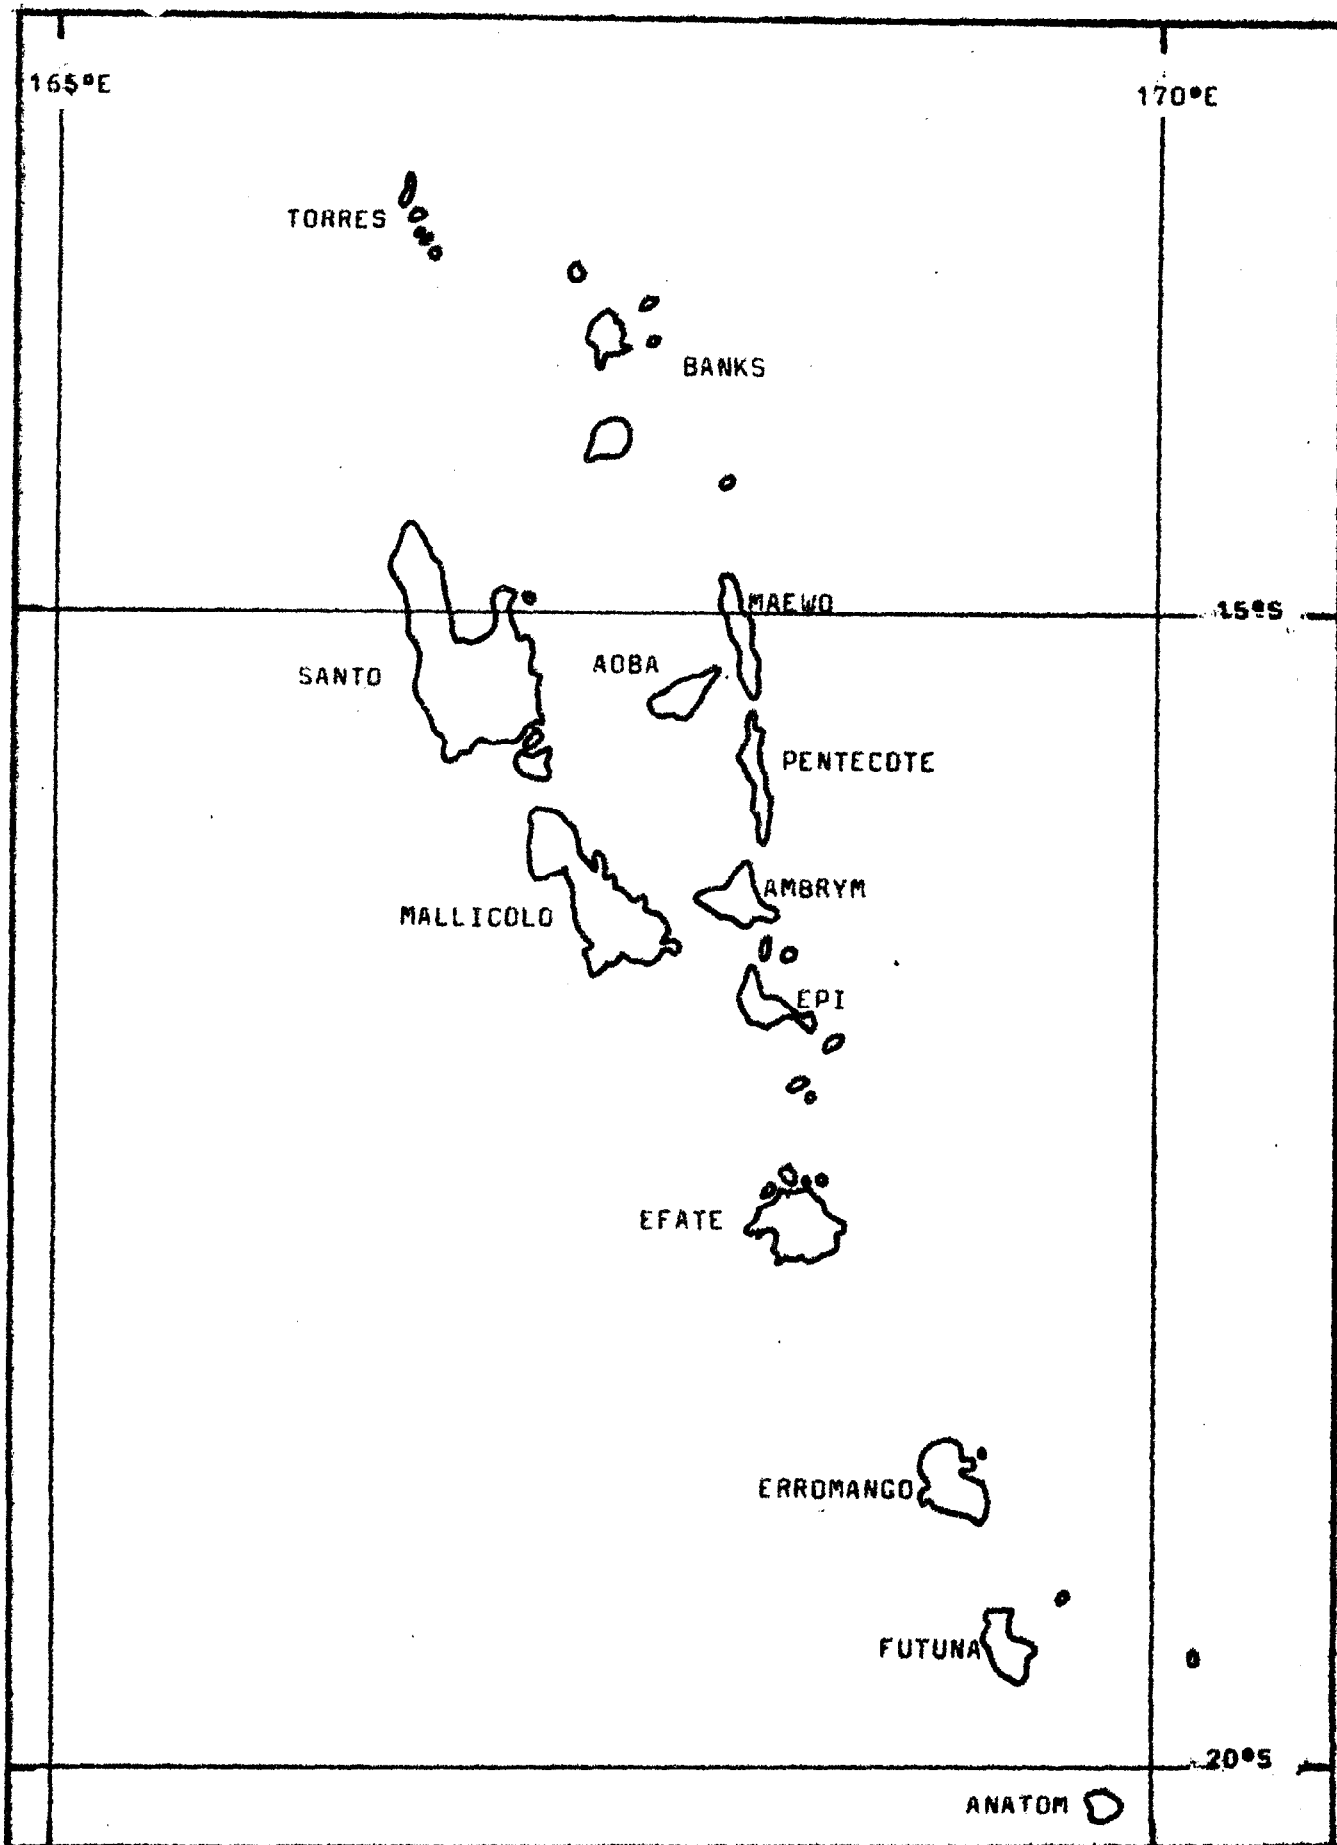 165°E
170°E
TORRES
BANKS
MAEWO
15°S
AOBA
SANTO
PENTECOTE
AMBRYM
MALLICOLO
EPI
EFATE
ERROMANGO
FUTUNA
20°S
ANATOM